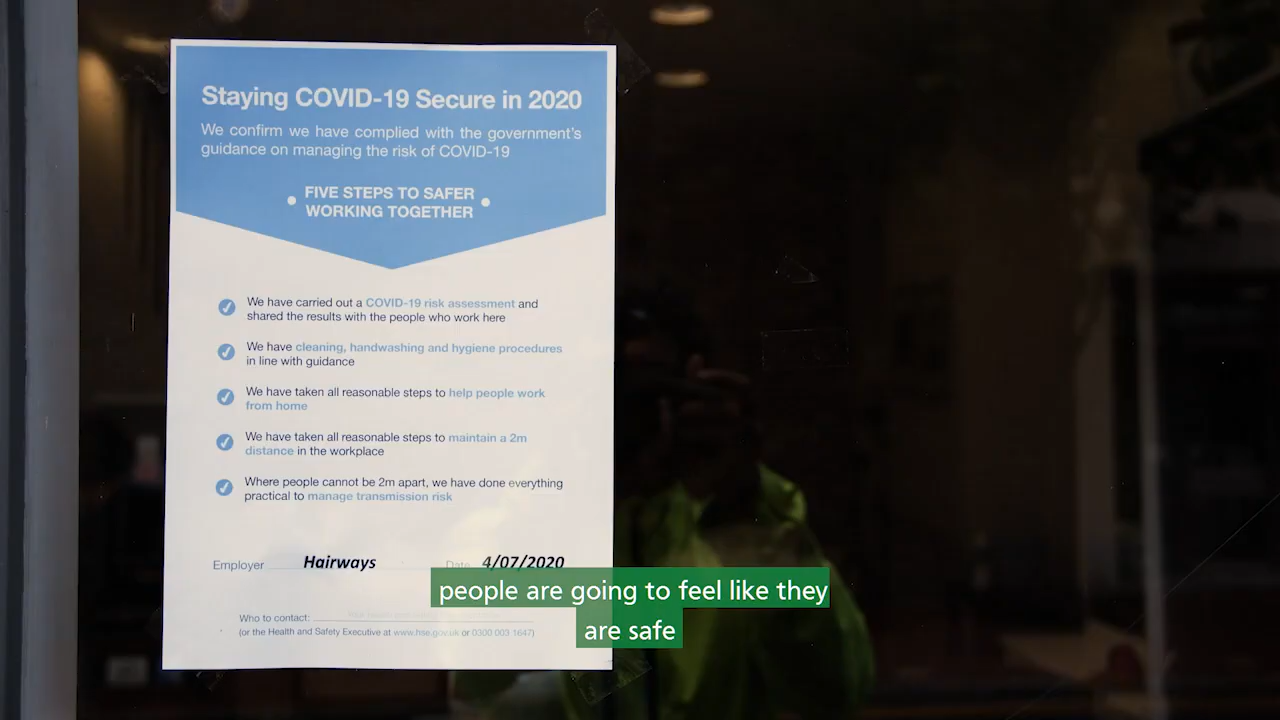 Staying COVID-19 Secure in 2020
We confirm we have complied with the government's
guidance on managing the risk of COVID-19
FIVE STEPS TO SAFER
WORKING TOGETHER
We have carried out a COVID-19 risk assessment and
shared the results with the people who work here
We have cleaning, handwashing and hygiene procedures
in line with guidance
We have taken all reasonable steps to help people work
from home
We have taken all reasonable steps to maintain a 2m
distance in the workplace
Where people cannot be 2m apart, we have done everything
practical to manage transmission risk
Employer Hairways Date 4/07/2020
people are going to feel like they
are safe
Who to contact:
(or the Health and Safety Executive at www.hse.gov.uk or 0300 003 1647)